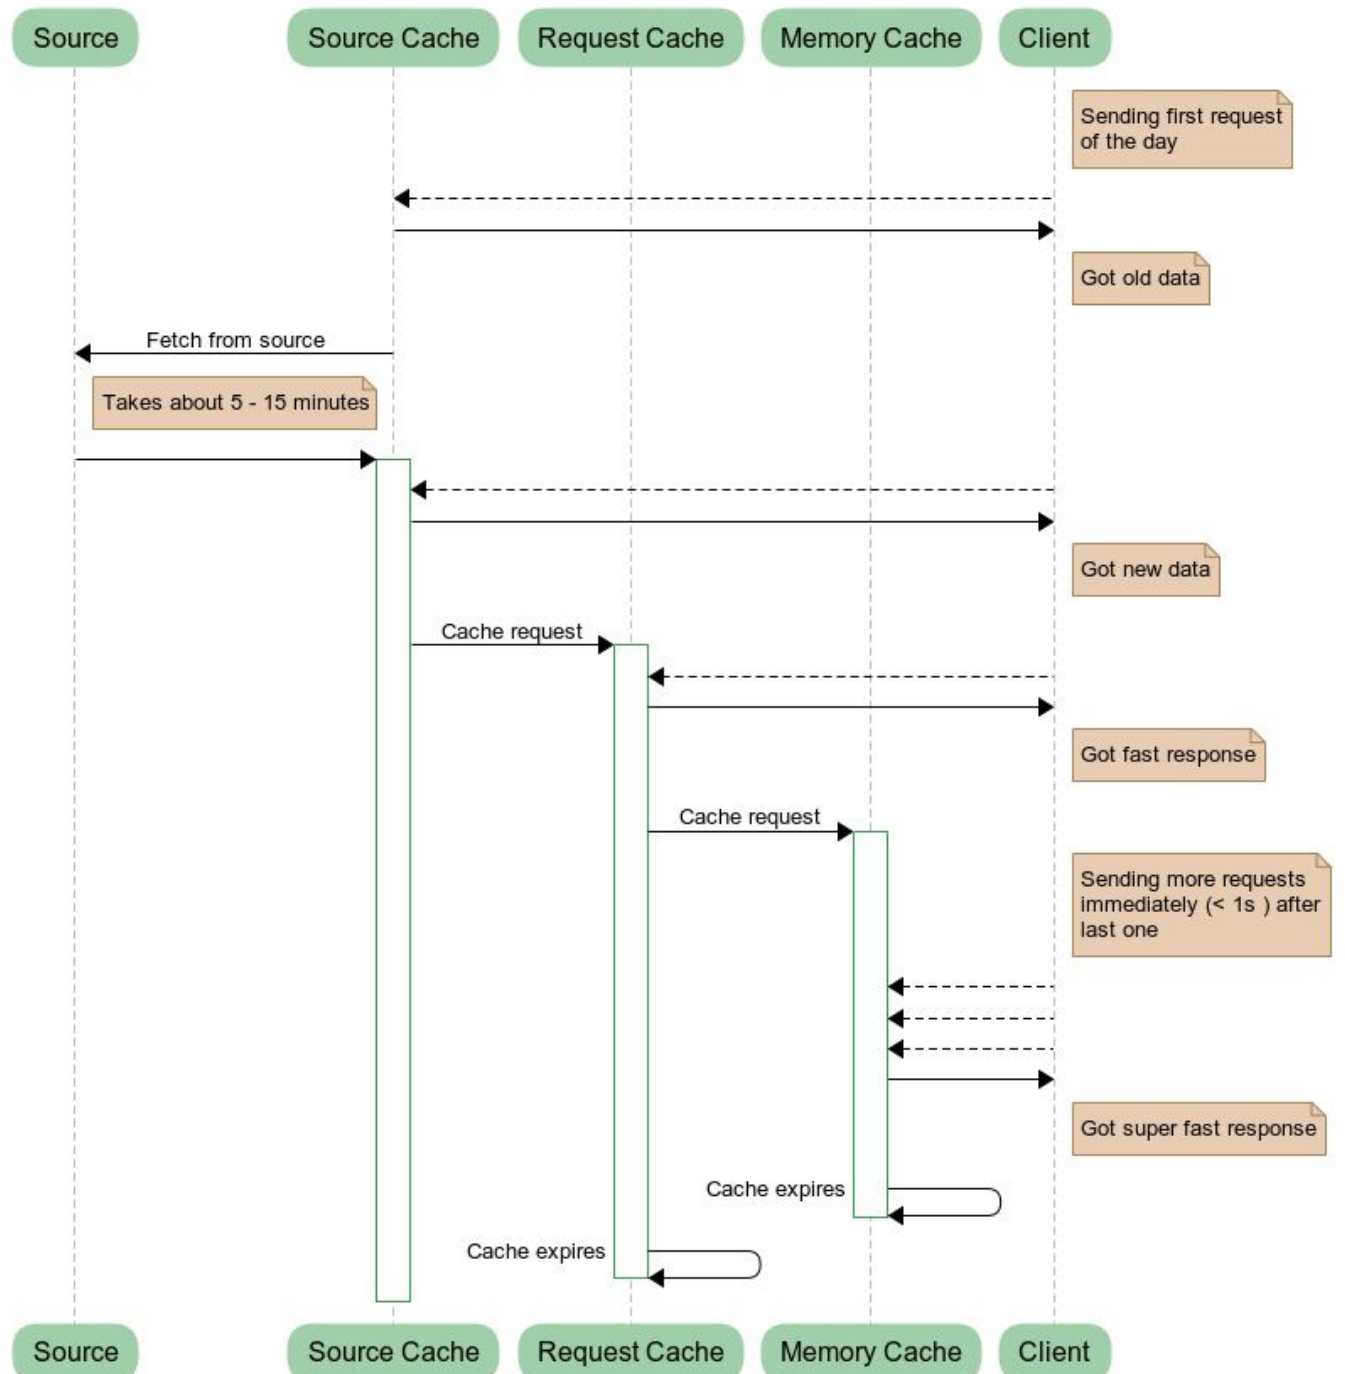 Source
Source Cache
Request Cache
Memory Cache
Client
Sending first request
of the day
Got old data
Fetch from source
Takes about 5 - 15 minutes
Got new data
Cache request
Got fast response
Cache request
Sending more requests
immediately (< 1s ) after
last one
Got super fast response
Cache expires
Cache expires
Source
Source Cache
Request Cache
Memory Cache
Client